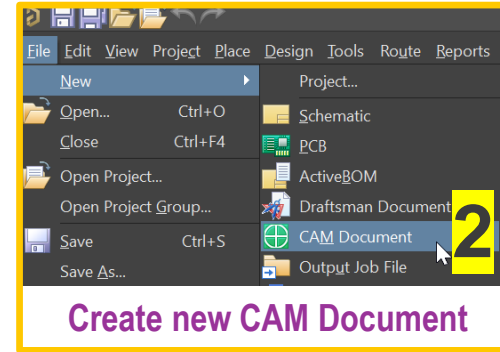 File Edit View Project Place Design Tools Route Reports
New Project...
Open... Ctrl+O Schematic
Close Ctrl+F4 PCB
Open Project... ActiveBOM
Open Project Group... Draftsman Document
Save Ctrl+S CAM Document 2
Save As... Output Job File
Create new CAM Document